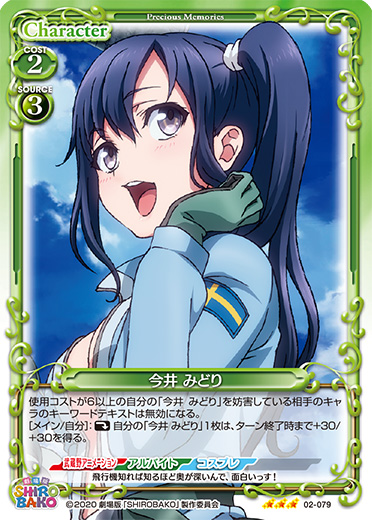 Precious Memories
Character
COST
2
SOURCE
3
今井 みどり
使用コストが6以上の自分の「今井 みどり」を妨害している相手のキャ
ラのキーワードテキストは無効になる。
[メイン/自分]: 自分の「今井 みどり」1枚は、ターン終了時まで+30/
+30を得る。
武蔵野アニメーション アルバイト コスプレ
飛行機知れば知るほど奥が深いんで、面白いっす!
劇場版
SHIRO
BAKO
©2020 劇場版「SHIROBAKO」製作委員会
02-079